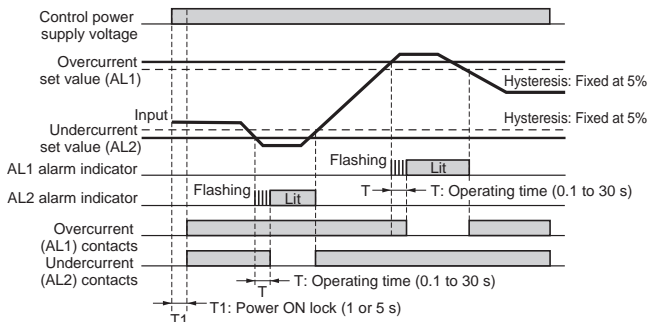 Control power
supply voltage
Overcurrent
set value (AL1)
Hysteresis: Fixed at 5%
Input
Hysteresis: Fixed at 5%
Undercurrent
set value (AL2)
Flashing
Lit
AL1 alarm indicator
T
T: Operating time (0.1 to 30 s)
Flashing
Lit
AL2 alarm indicator
Overcurrent
(AL1) contacts
Undercurrent
(AL2) contacts
T
T: Operating time (0.1 to 30 s)
T1
T1: Power ON lock (1 or 5 s)